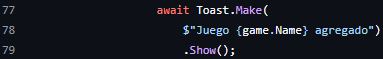 77 await Toast.Make(
78 $"Juego {game.Name} agregado")
79 .Show();